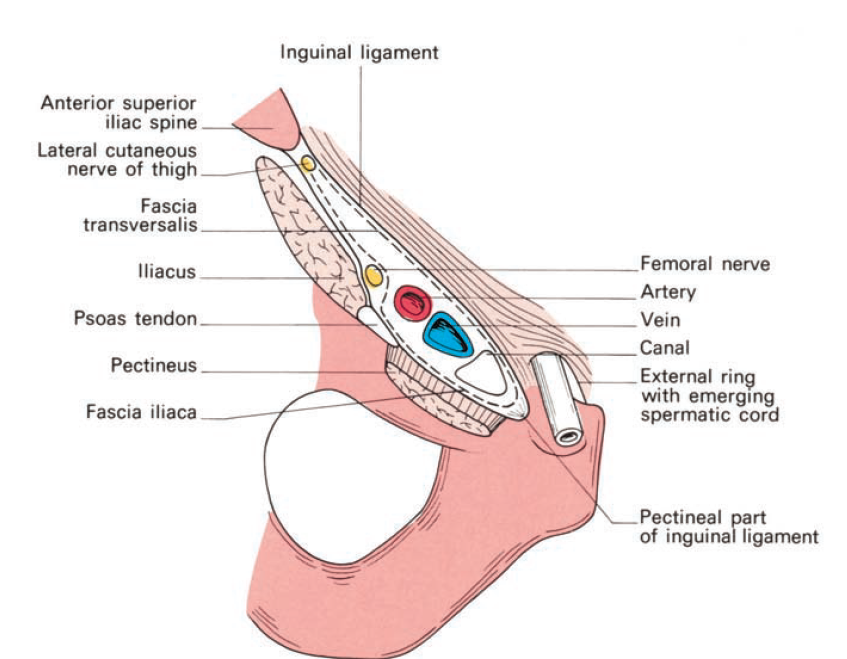 Inguinal ligament
Anterior superior
iliac spine
Lateral cutaneous
nerve of thigh
Fascia
transversalis
Iliacus
Psoas tendon
Pectineus
Fascia iliaca
Femoral nerve
Artery
Vein
Canal
External ring
with emerging
spermatic cord
Pectineal part
of inguinal ligament